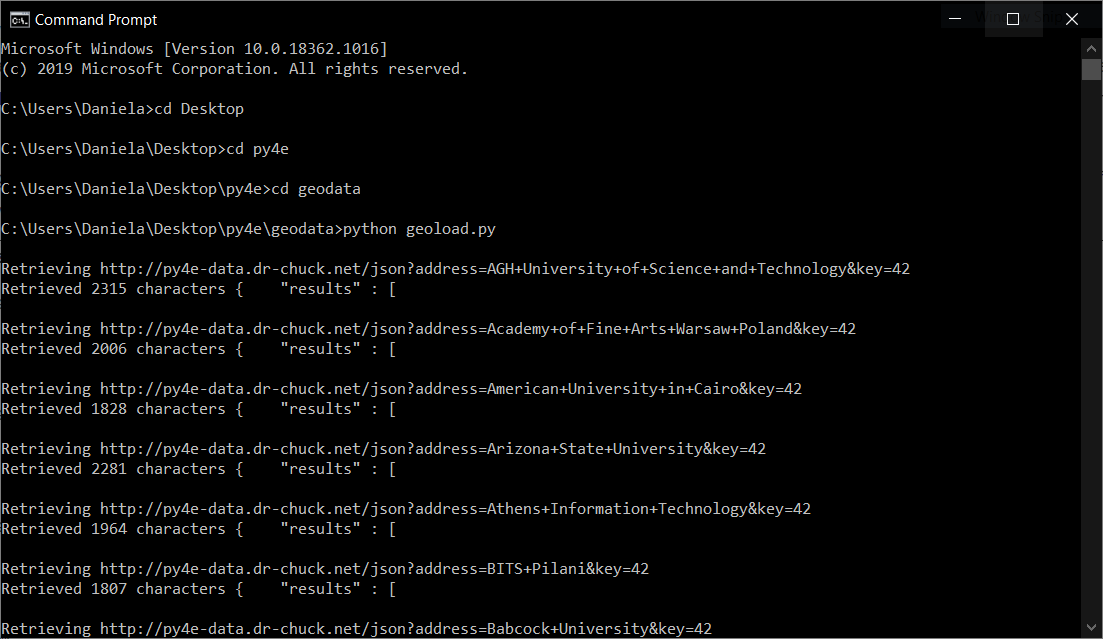 Command Prompt
Microsoft Windows [Version 10.0.18362.1016]
(c) 2019 Microsoft Corporation. All rights reserved.
C:\Users\Daniela>cd Desktop
C:\Users\Daniela\Desktop>cd py4e
C:\Users\Daniela\Desktop\py4e>cd geodata
C:\Users\Daniela\Desktop\py4e\geodata>python geoload.py
Retrieving http://py4e-data.dr-chuck.net/json?address=AGH+University+of+Science+and+Technology&key=42
Retrieved 2315 characters {    "results" : [
Retrieving http://py4e-data.dr-chuck.net/json?address=Academy+of+Fine+Arts+Warsaw+Poland&key=42
Retrieved 2006 characters {    "results" : [
Retrieving http://py4e-data.dr-chuck.net/json?address=American+University+in+Cairo&key=42
Retrieved 1828 characters {    "results" : [
Retrieving http://py4e-data.dr-chuck.net/json?address=Arizona+State+University&key=42
Retrieved 2281 characters {    "results" : [
Retrieving http://py4e-data.dr-chuck.net/json?address=Athens+Information+Technology&key=42
Retrieved 1964 characters {    "results" : [
Retrieving http://py4e-data.dr-chuck.net/json?address=BITS+Pilani&key=42
Retrieved 1807 characters {    "results" : [
Retrieving http://py4e-data.dr-chuck.net/json?address=Babcock+University&key=42